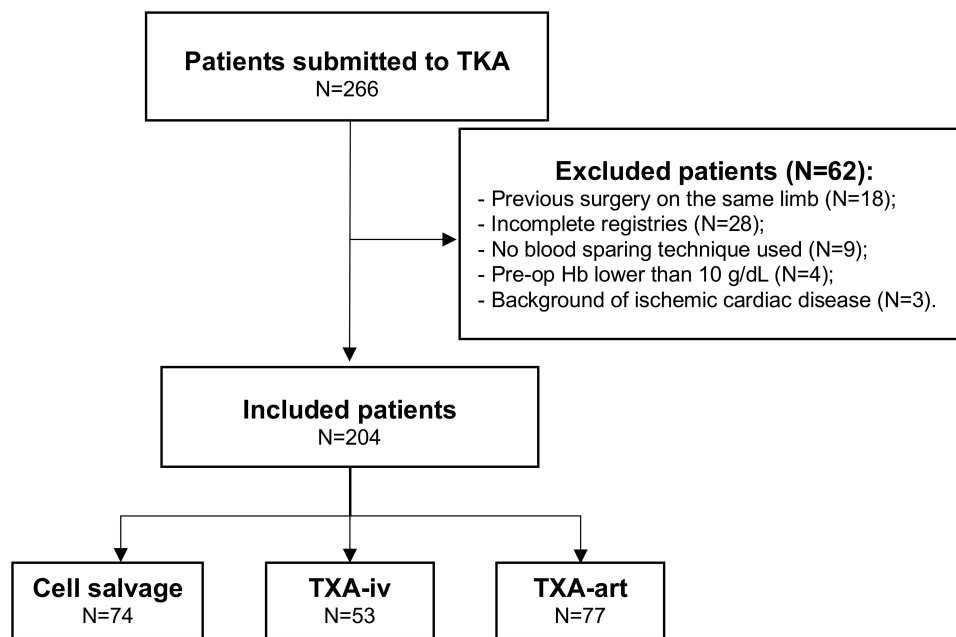 Patients submitted to TKA
N=266
Excluded patients (N=62):
- Previous surgery on the same limb (N=18);
- Incomplete registries (N=28);
- No blood sparing technique used (N=9);
- Pre-op Hb lower than 10 g/dL (N=4);
- Background of ischemic cardiac disease (N=3).
Included patients
N=204
Cell salvage
N=74
TXA-iv
N=53
TXA-art
N=77